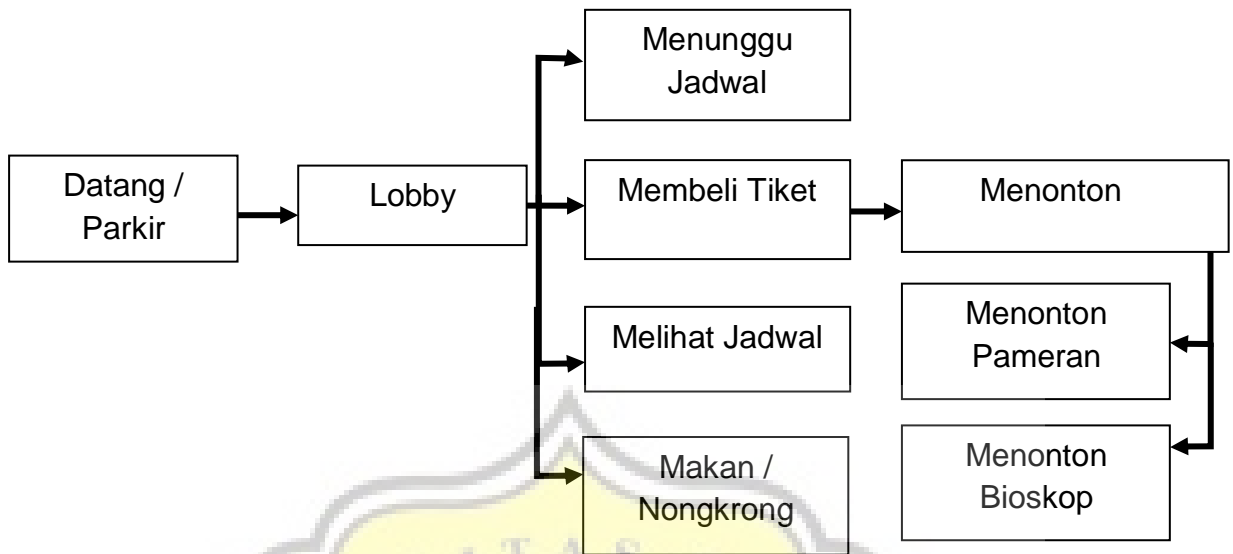 Menunggu
Jadwal
Datang /
Parkir
Lobby
Membeli Tiket
Menonton
Melihat Jadwal
Menonton
Pameran
Makan /
Nongkrong
Menonton
Bioskop
I T A S